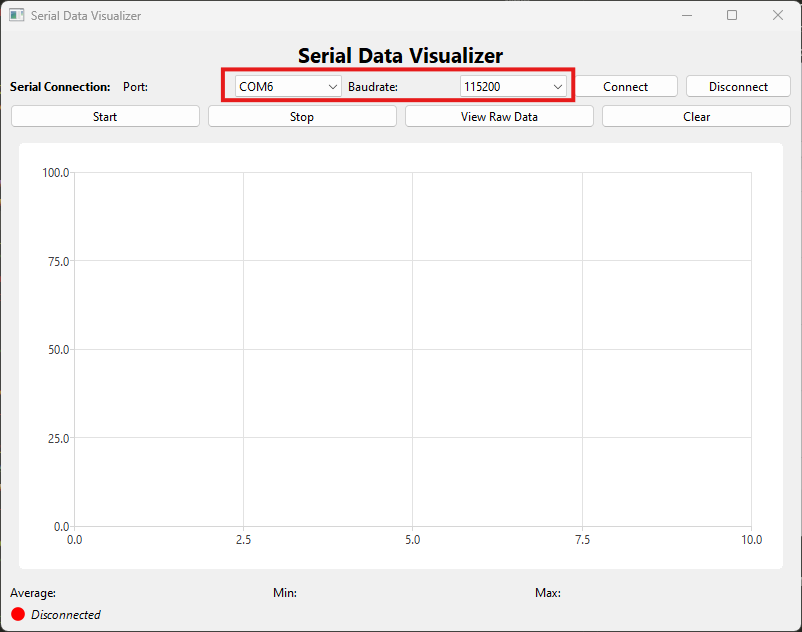 Serial Data Visualizer
Serial Data Visualizer
Serial Connection: Port: COM6 Baudrate: 115200 Connect Disconnect
Start Stop View Raw Data Clear
100.0
75.0
50.0
25.0
0.0
0.0 2.5 5.0 7.5 10.0
Average: Min: Max:
Disconnected